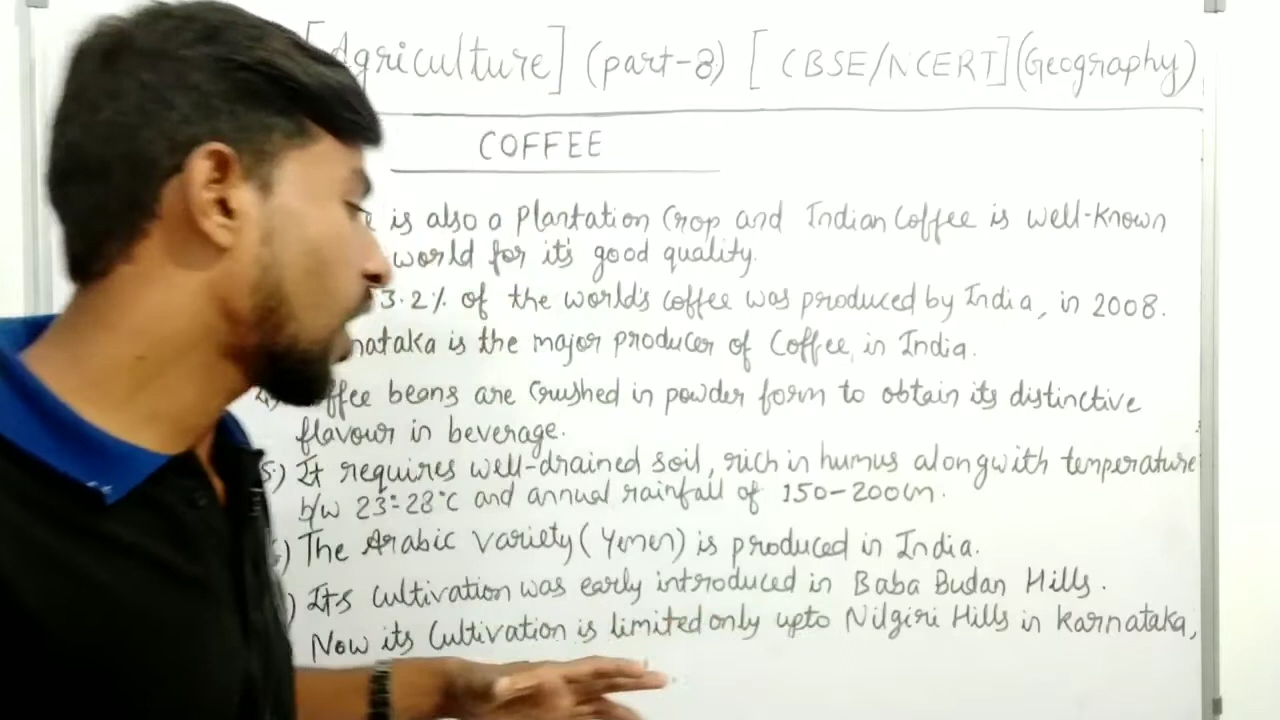 [Agriculture] (part-8) [CBSE/NCERT] (Geography)
COFFEE
is also a Plantation Crop and Indian Coffee is well-known
world for it's good quality.
3.2% of the world's coffee was produced by India, in 2008.
nataka is the major producer of Coffee, in India.
ffee beans are Crushed in powder form to obtain its distinctive
flavour in beverage.
5.) It requires well-drained soil, rich in humus alongwith temperature
b/w 23°-28°C and annual rainfall of 150-200cm.
) The Arabic Variety (Yemen) is produced in India.
) Its cultivation was early introduced in Baba Budan Hills.
Now its Cultivation is limited only upto Nilgiri Hills in Karnataka,